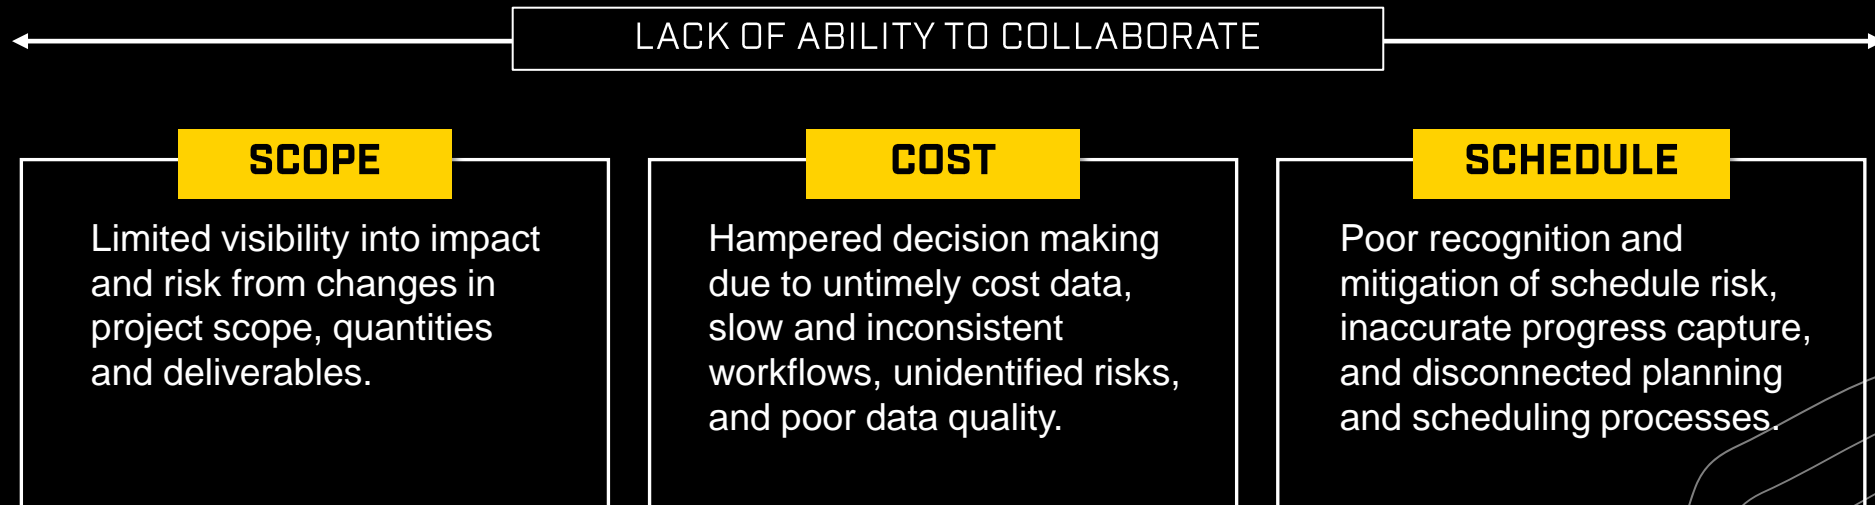 LACK OF ABILITY TO COLLABORATE
SCOPE
Limited visibility into impact
and risk from changes in
project scope, quantities
and deliverables.
COST
Hampered decision making
due to untimely cost data,
slow and inconsistent
workflows, unidentified risks,
and poor data quality.
SCHEDULE
Poor recognition and
mitigation of schedule risk,
inaccurate progress capture,
and disconnected planning
and scheduling processes.